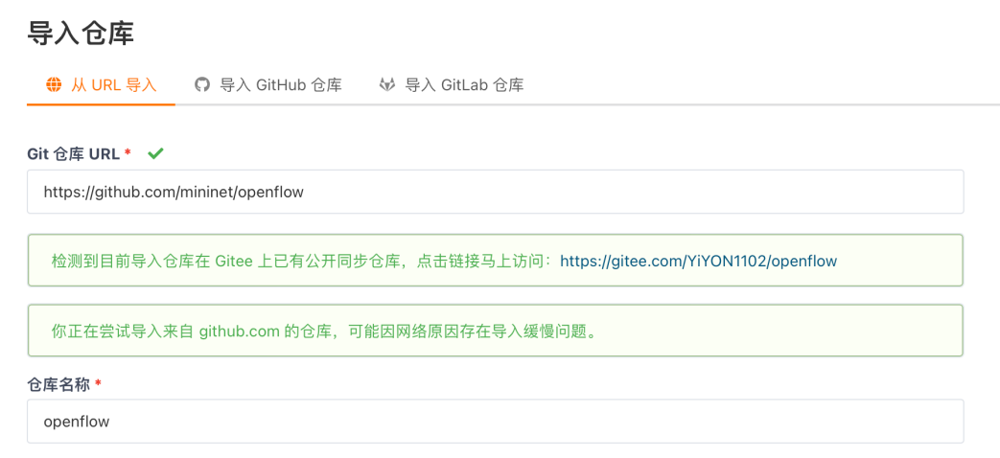 导入仓库
从 URL 导入 导入 GitHub 仓库 导入 GitLab 仓库
Git 仓库 URL *
https://github.com/mininet/openflow
检测到目前导入仓库在 Gitee 上已有公开同步仓库，点击链接马上访问：https://gitee.com/YiYON1102/openflow
你正在尝试导入来自 github.com 的仓库，可能因网络原因存在导入缓慢问题。
仓库名称 *
openflow